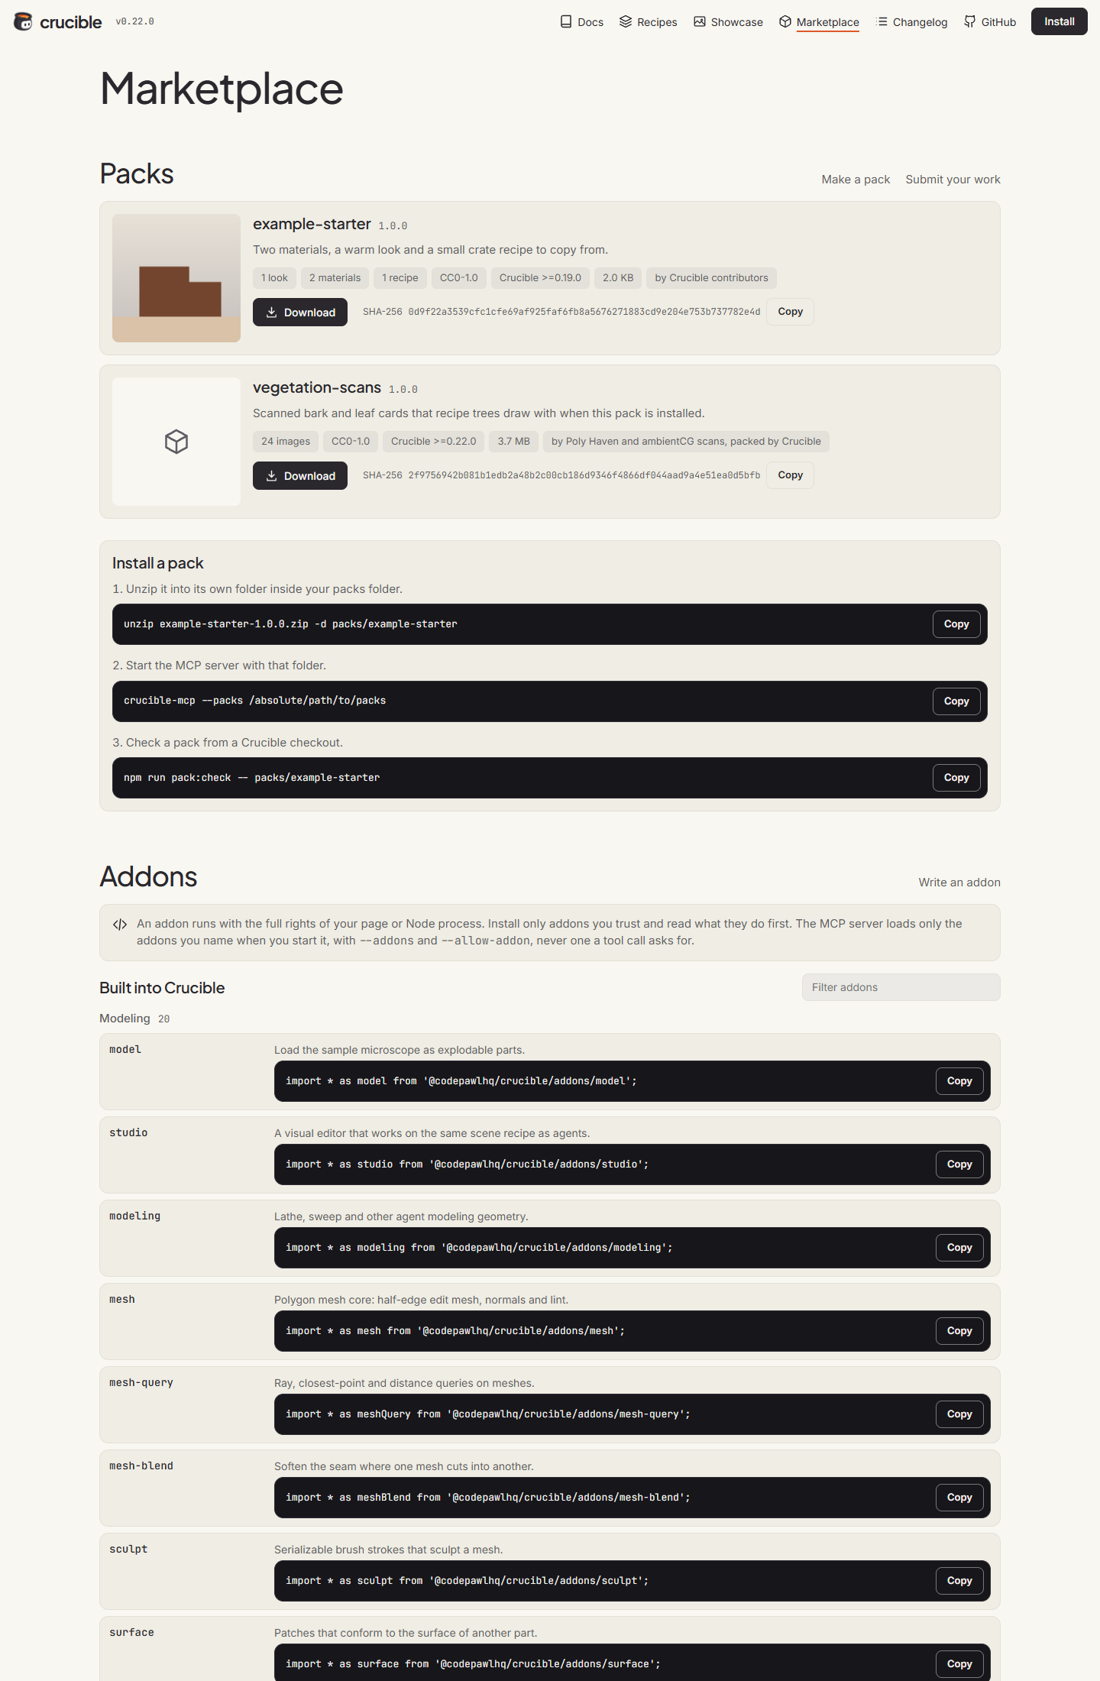 crucible v0.22.0 Docs Recipes Showcase Marketplace Changelog GitHub Install
Marketplace
Packs Make a pack Submit your work
example-starter 1.0.0
Two materials, a warm look and a small crate recipe to copy from.
1 look 2 materials 1 recipe CC0-1.0 Crucible >=0.19.0 2.0 KB by Crucible contributors
Download SHA-256 0d9f22a3539cfc1cfe69af925faf6fb8a5676271883cd9e204e753b737782e4d Copy
vegetation-scans 1.0.0
Scanned bark and leaf cards that recipe trees draw with when this pack is installed.
24 images CC0-1.0 Crucible >=0.22.0 3.7 MB by Poly Haven and ambientCG scans, packed by Crucible
Download SHA-256 2f9756942b081b1edb2a48b2c00cb186d9346f4866df044aad9a4e51ea0d5bfb Copy
Install a pack
1. Unzip it into its own folder inside your packs folder.
unzip example-starter-1.0.0.zip -d packs/example-starter Copy
2. Start the MCP server with that folder.
crucible-mcp --packs /absolute/path/to/packs Copy
3. Check a pack from a Crucible checkout.
npm run pack:check -- packs/example-starter Copy
Addons Write an addon
An addon runs with the full rights of your page or Node process. Install only addons you trust and read what they do first. The MCP server loads only the
addons you name when you start it, with --addons and --allow-addon, never one a tool call asks for.
Built into Crucible Filter addons
Modeling 20
model Load the sample microscope as explodable parts.
import * as model from '@codepawlhq/crucible/addons/model'; Copy
studio A visual editor that works on the same scene recipe as agents.
import * as studio from '@codepawlhq/crucible/addons/studio'; Copy
modeling Lathe, sweep and other agent modeling geometry.
import * as modeling from '@codepawlhq/crucible/addons/modeling'; Copy
mesh Polygon mesh core: half-edge edit mesh, normals and lint.
import * as mesh from '@codepawlhq/crucible/addons/mesh'; Copy
mesh-query Ray, closest-point and distance queries on meshes.
import * as meshQuery from '@codepawlhq/crucible/addons/mesh-query'; Copy
mesh-blend Soften the seam where one mesh cuts into another.
import * as meshBlend from '@codepawlhq/crucible/addons/mesh-blend'; Copy
sculpt Serializable brush strokes that sculpt a mesh.
import * as sculpt from '@codepawlhq/crucible/addons/sculpt'; Copy
surface Patches that conform to the surface of another part.
import * as surface from '@codepawlhq/crucible/addons/surface'; Copy